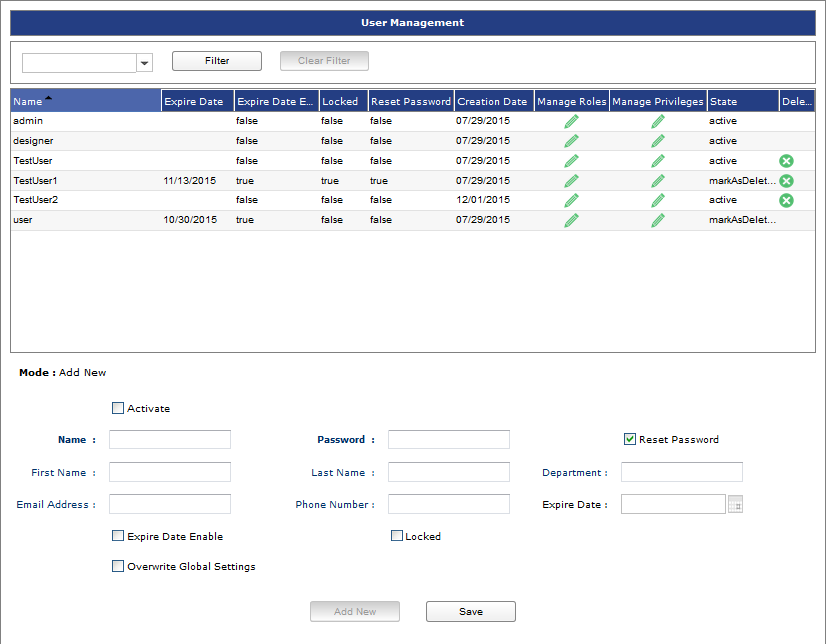 User Management
Filter Clear Filter
Name Expire Date Expire Date E... Locked Reset Password Creation Date Manage Roles Manage Privileges State Dele...
admin false false false 07/29/2015 active
designer false false false 07/29/2015 active
TestUser false false false 07/29/2015 active
TestUser1 11/13/2015 true true true 07/29/2015 markAsDelet...
TestUser2 false false false 12/01/2015 active
user 10/30/2015 true false false 07/29/2015 markAsDelet...
Mode : Add New
Activate
Name : Password : Reset Password
First Name : Last Name : Department :
Email Address : Phone Number : Expire Date :
Expire Date Enable Locked
Overwrite Global Settings
Add New Save